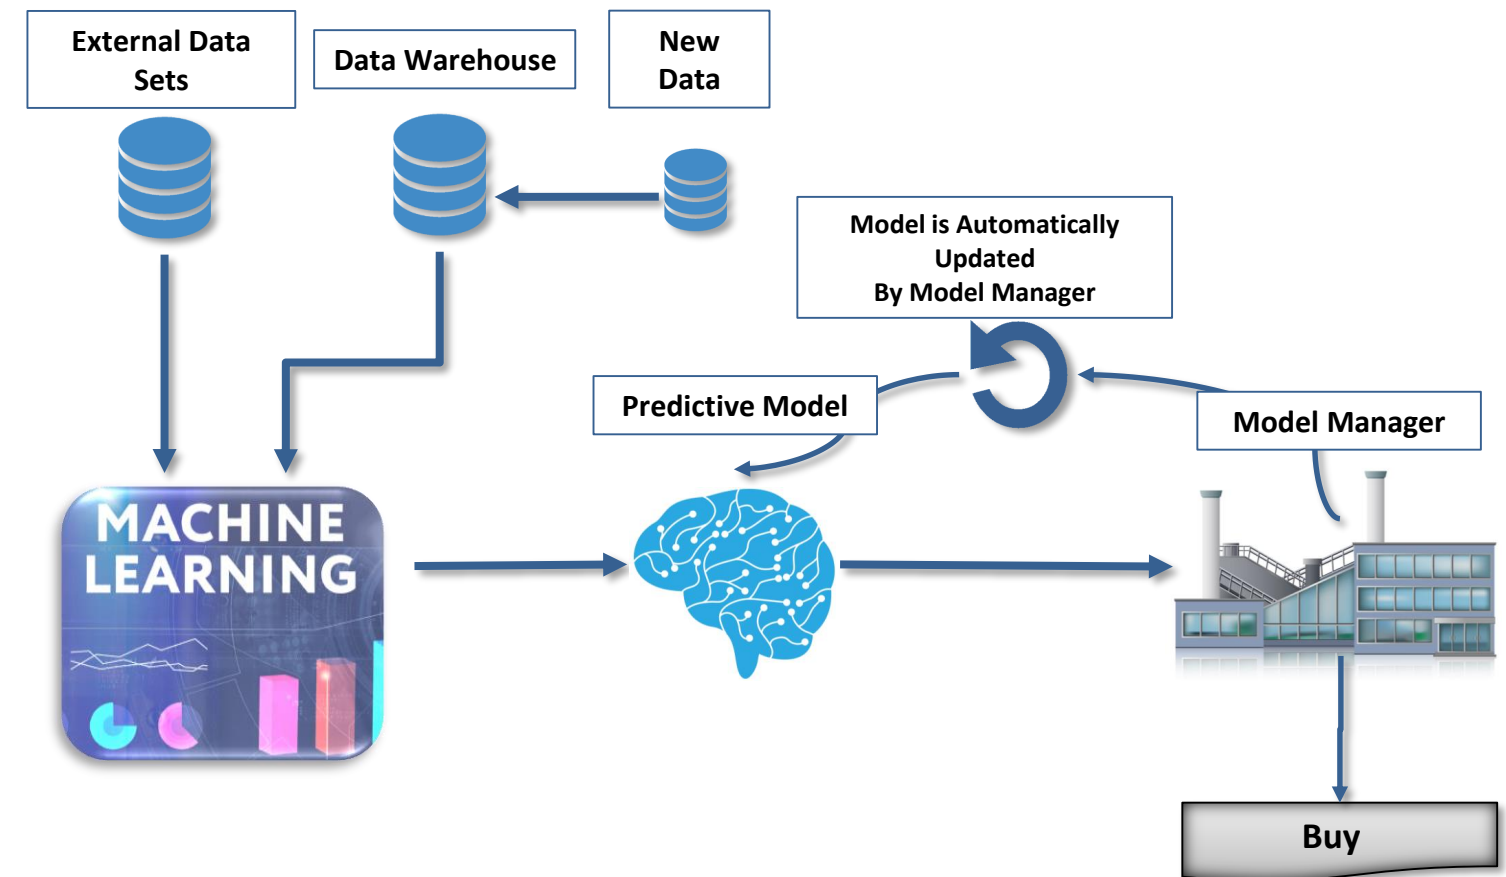 External Data
Sets
Data Warehouse
New
Data
Model is Automatically
Updated
By Model Manager
Predictive Model
Model Manager
MACHINE
LEARNING
Buy